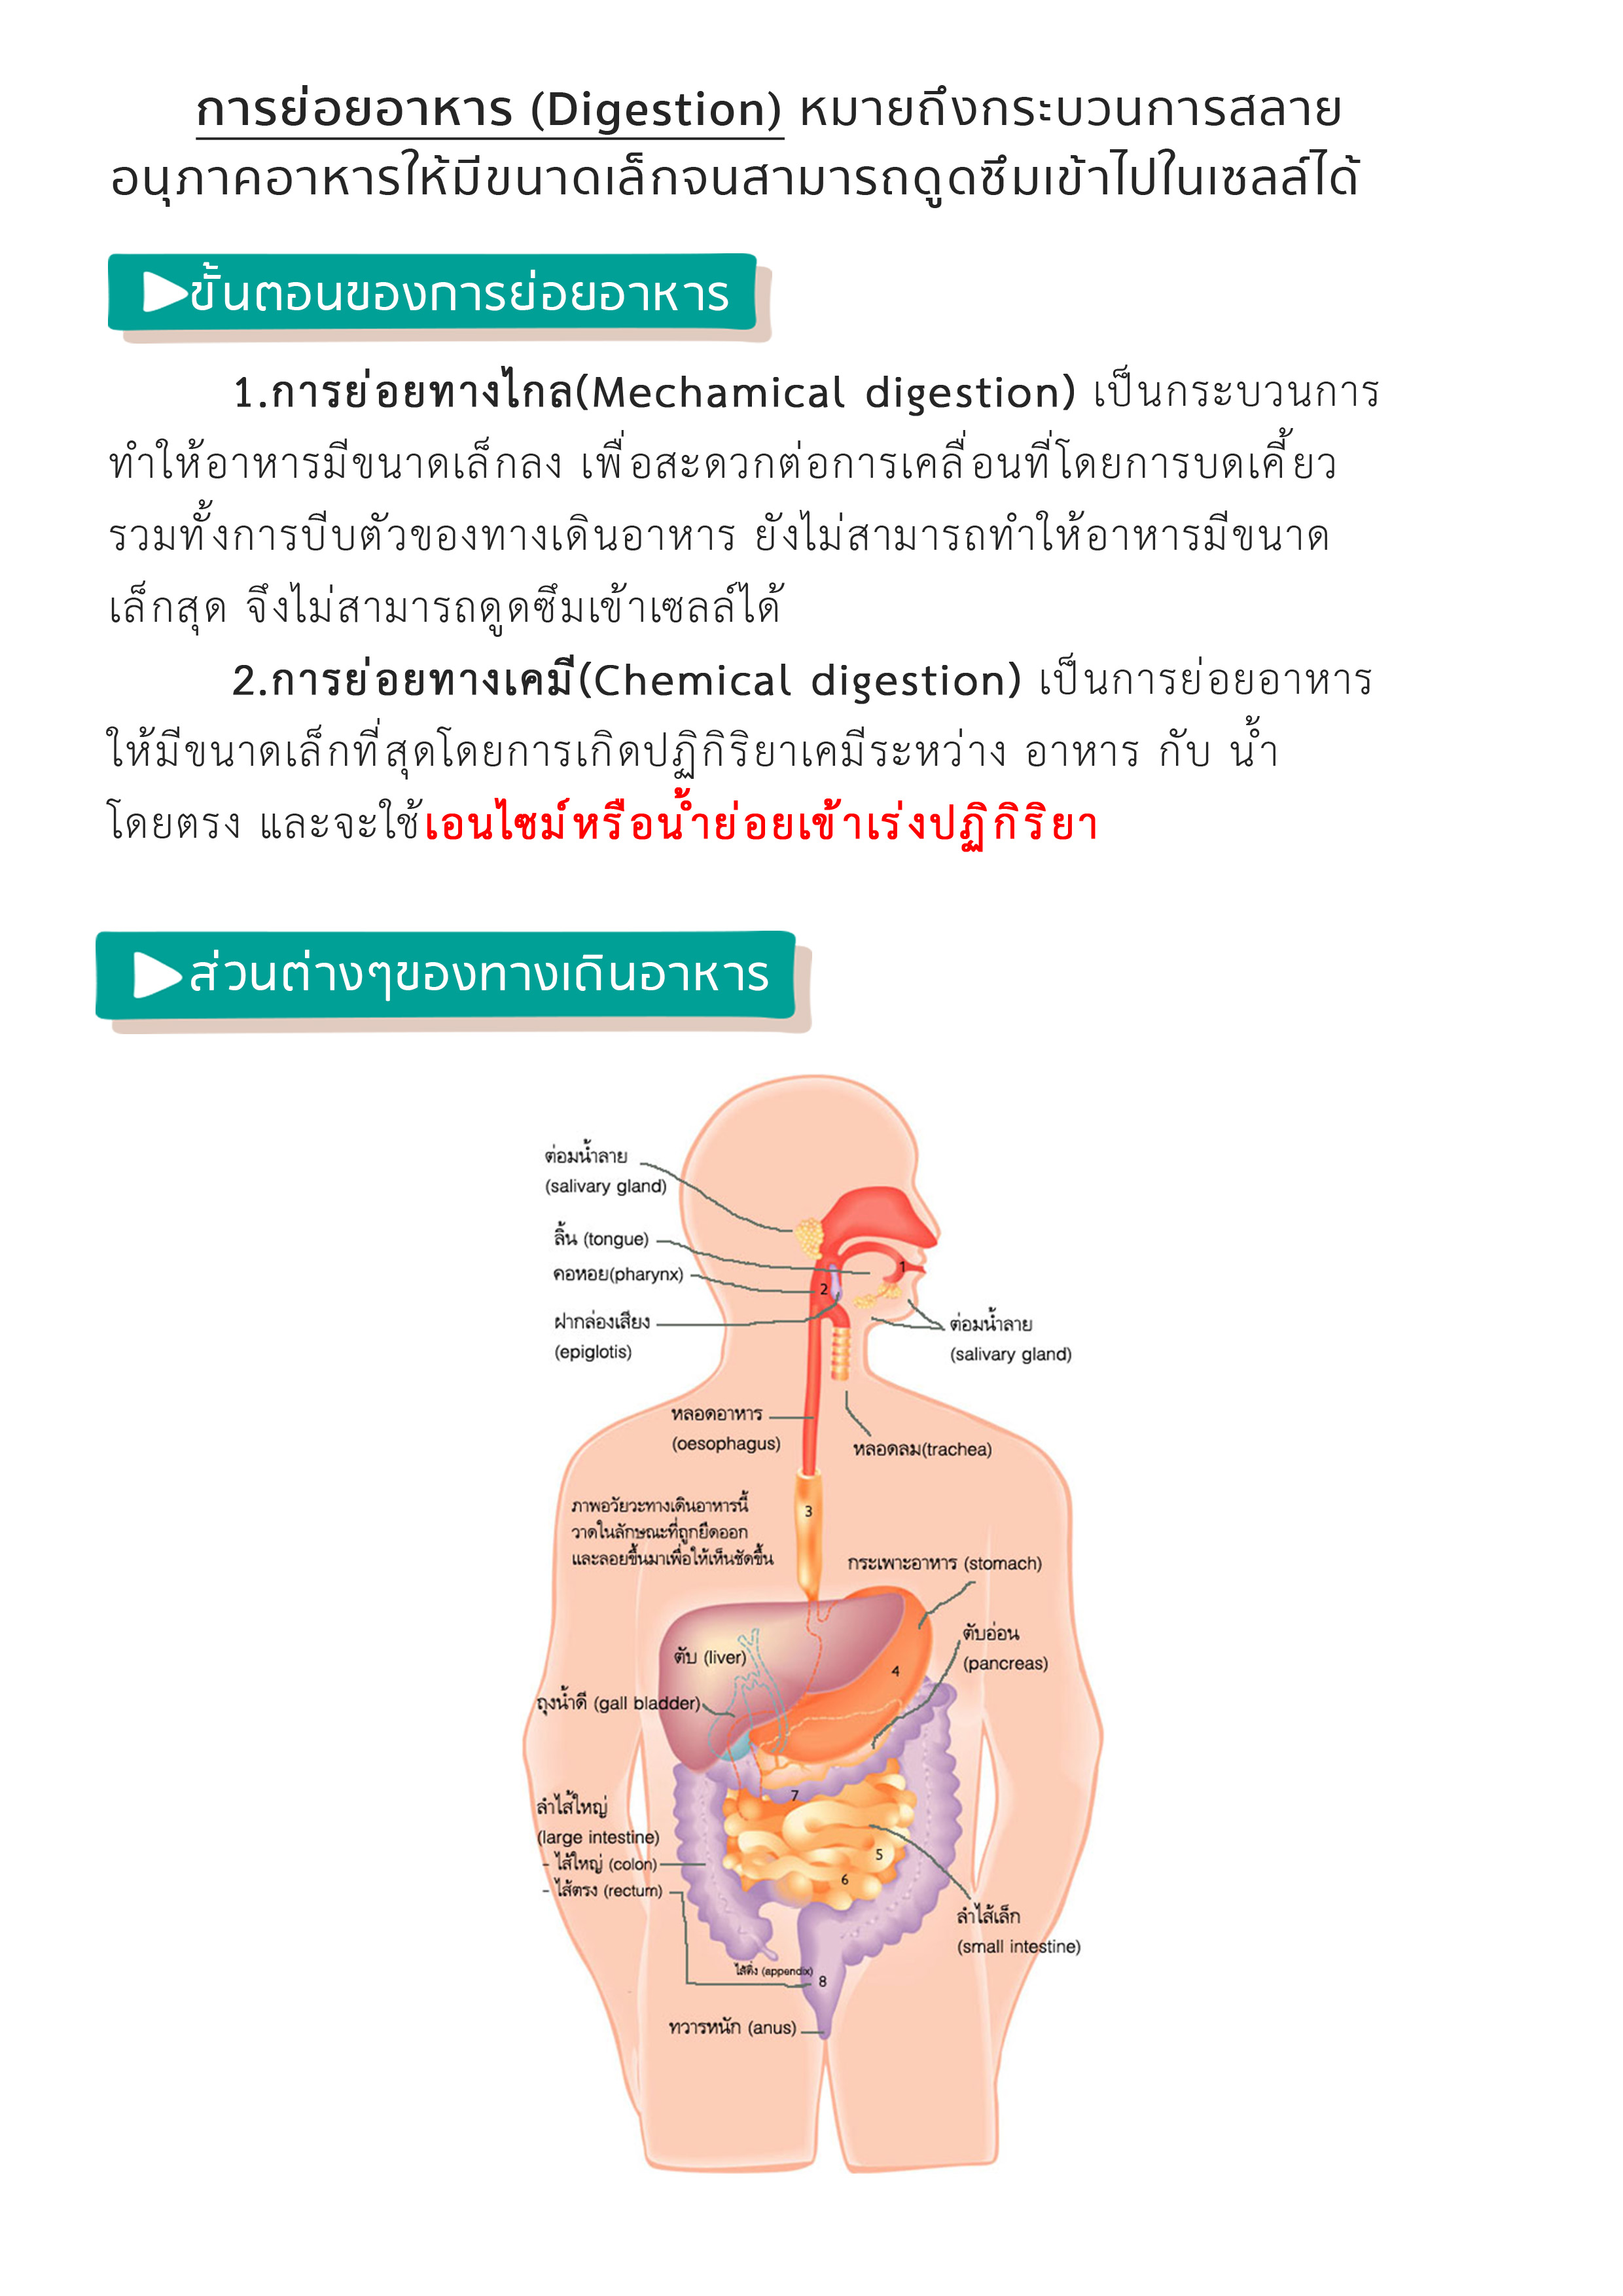 การย่อยอาหาร (Digestion) หมายถึงกระบวนการสลาย
อนุภาคอาหารให้มีขนาดเล็กจนสามารถดูดซึมเข้าไปในเซลล์ได้
ขั้นตอนของการย่อยอาหาร
1.การย่อยทางไกล(Mechamical digestion) เป็นกระบวนการ
ทำให้อาหารมีขนาดเล็กลง เพื่อสะดวกต่อการเคลื่อนที่โดยการบดเคี้ยว
รวมทั้งการบีบตัวของทางเดินอาหาร ยังไม่สามารถทำให้อาหารมีขนาด
เล็กสุด จึงไม่สามารถดูดซึมเข้าเซลล์ได้
2.การย่อยทางเคมี(Chemical digestion) เป็นการย่อยอาหาร
ให้มีขนาดเล็กที่สุดโดยการเกิดปฏิกิริยาเคมีระหว่าง อาหาร กับ น้ำ
โดยตรง และจะใช้เอนไซม์หรือน้ำย่อยเข้าเร่งปฏิกิริยา
ส่วนต่างๆของทางเดินอาหาร
ต่อมน้ำลาย
(salivary gland)
ลิ้น (tongue)
1
คอหอย(pharynx)
2
ฝากล่องเสียง
(epiglotis)
ต่อมน้ำลาย
(salivary gland)
หลอดอาหาร
(oesophagus)
หลอดลม(trachea)
ภาพอวัยวะทางเดินอาหารนี้
วาดในลักษณะที่ถูกยืดออก
และลอยขึ้นมาเพื่อให้เห็นชัดขึ้น
3
กระเพาะอาหาร (stomach)
ตับอ่อน
(pancreas)
ตับ (liver)
4
ถุงน้ำดี (gall bladder)
7
ลำไส้ใหญ่
(large intestine)
- ไส้ใหญ่ (colon)
- ไส้ตรง (rectum)
5
6
ลำไส้เล็ก
(small intestine)
ไส้ติ่ง (appendix)
8
ทวารหนัก (anus)